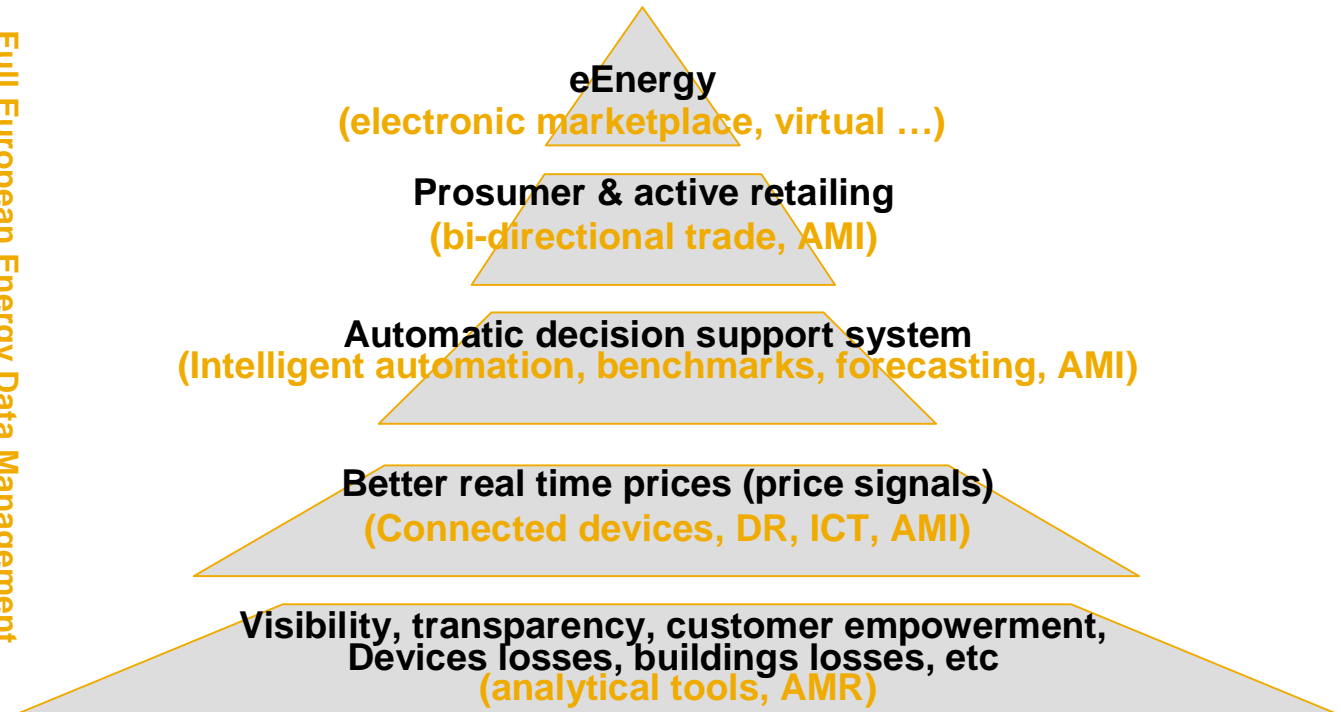 Full European Energy Data Management
eEnergy
(electronic marketplace, virtual …)
Prosumer & active retailing
(bi-directional trade, AMI)
Automatic decision support system
(Intelligent automation, benchmarks, forecasting, AMI)
Better real time prices (price signals)
(Connected devices, DR, ICT, AMI)
Visibility, transparency, customer empowerment,
Devices losses, buildings losses, etc
(analytical tools, AMR)